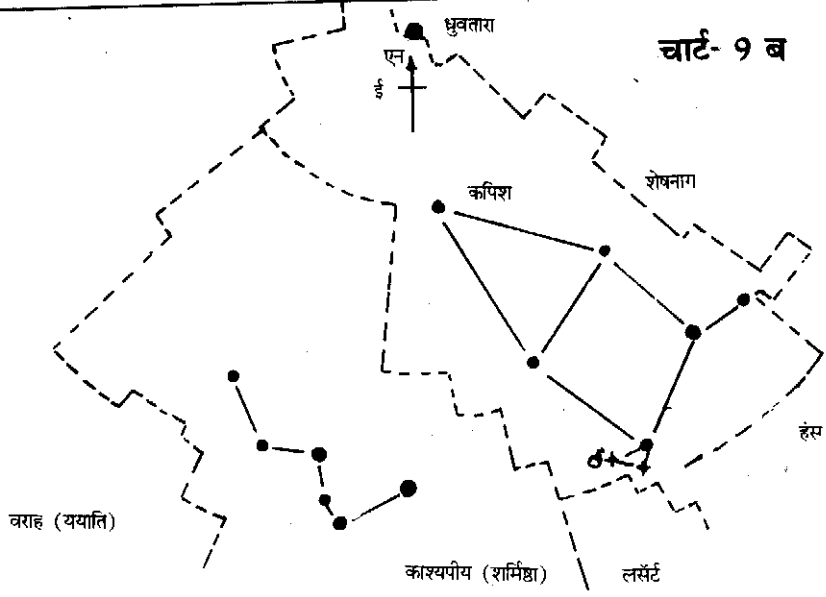 ध्रुवतारा
चार्ट- 9 ब
एन
ई
शेषनाग
कपिश
हंस
वराह (ययाति)
काश्यपीय (शर्मिष्ठा)
लसॅर्ट
δ